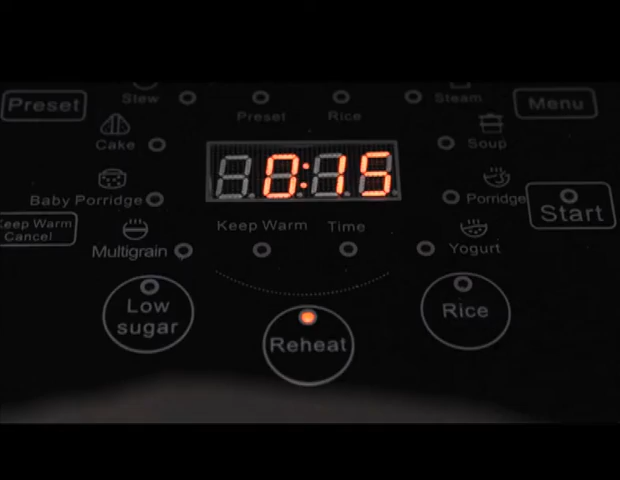 Stew
Preset
Rice
Steam
Preset
Menu
Cake
0:15
Soup
Baby Porridge
Porridge
Start
Keep Warm
Cancel
Keep Warm
Time
Multigrain
Yogurt
Low
sugar
Rice
Reheat